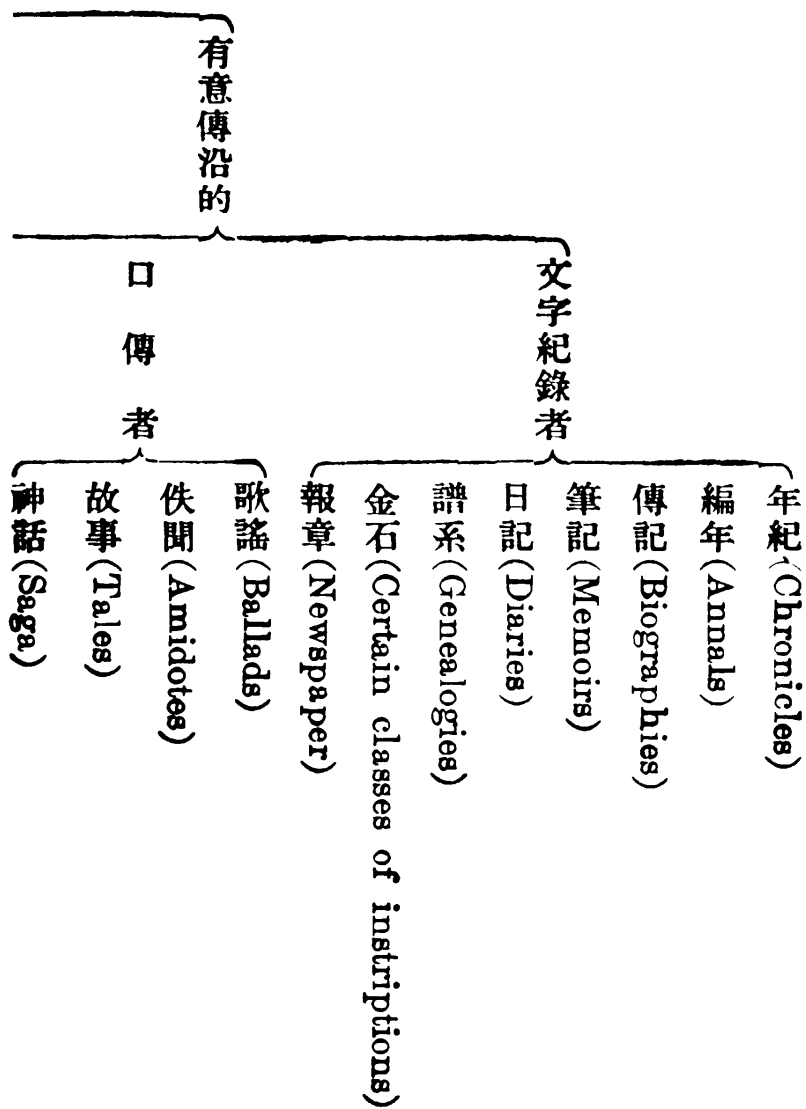 有意傳沿的
文字紀錄者
年紀(Chronicles)
編年(Annals)
傳記(Biographies)
筆記(Memoirs)
日記(Diaries)
譜系(Genealogies)
金石(Certain classes of instriptions)
報章(Newspaper)
口傳者
歌謠(Ballads)
佚聞(Amidotes)
故事(Tales)
神話(Saga)